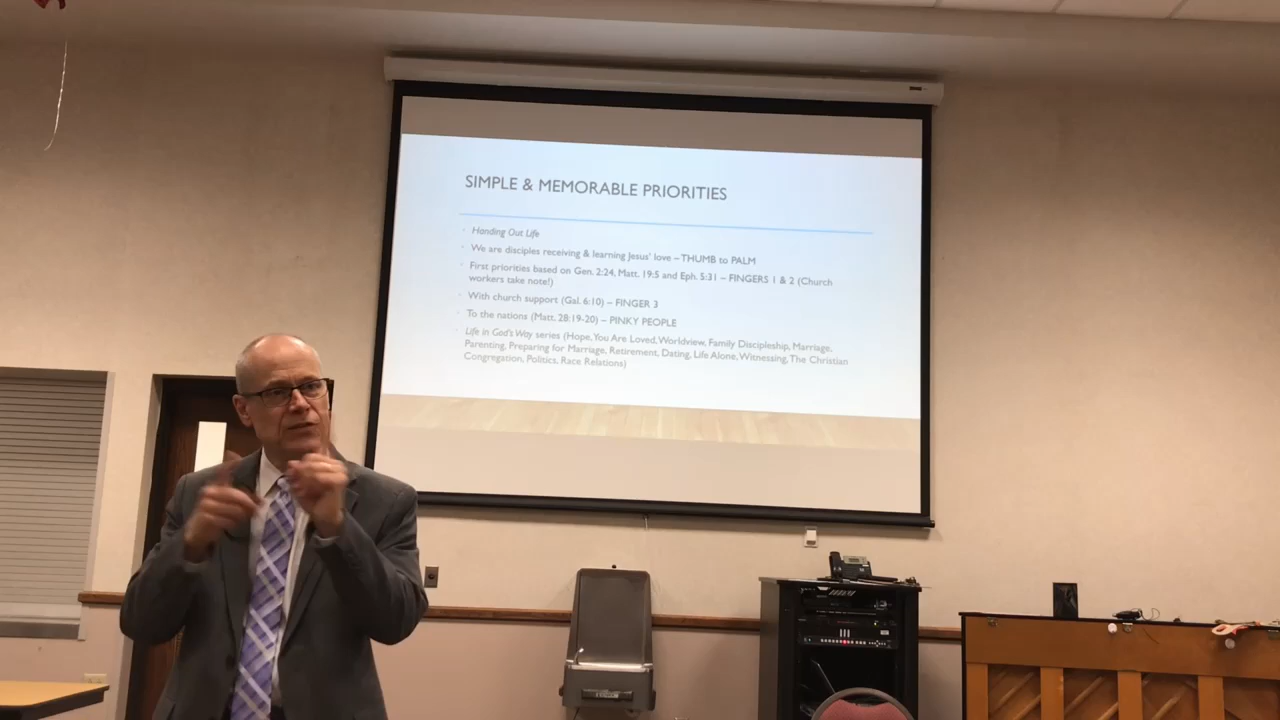 SIMPLE & MEMORABLE PRIORITIES
Handing Out Life
We are disciples receiving & learning Jesus' love – THUMB to PALM
First priorities based on Gen. 2:24, Matt. 19:5 and Eph. 5:31 – FINGERS 1 & 2 (Church
workers take note!)
With church support (Gal. 6:10) – FINGER 3
To the nations (Matt. 28:19-20) – PINKY PEOPLE
Life in God's Way series (Hope, You Are Loved, Worldview, Family Discipleship, Marriage,
Parenting, Preparing for Marriage, Retirement, Dating, Life Alone, Witnessing, The Christian
Congregation, Politics, Race Relations)